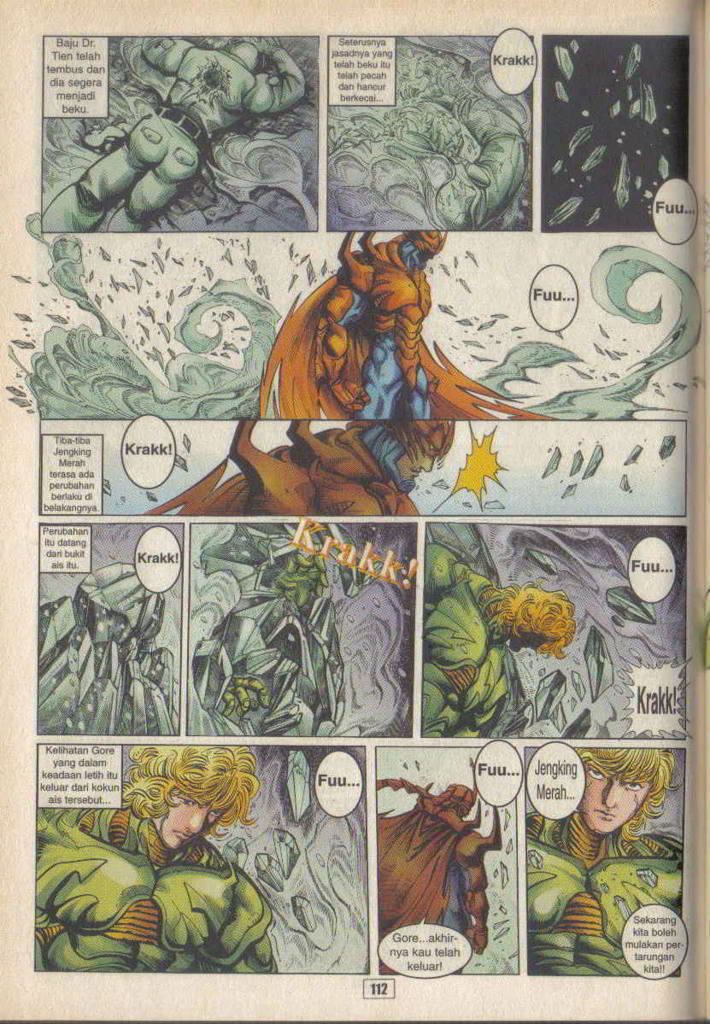 Baju Dr.
Tien telah
tembus dan
dia segera
menjadi
beku.
Seterusnya
jasadnya yang
telah beku itu
telah pecah
dan hancur
berkecai...
Krakk!
Fuu...
Fuu...
Tiba-tiba
Jengking
Merah
terasa ada
perubahan
berlaku di
belakangnya.
Krakk!
Perubahan
itu datang
dari bukit
ais itu.
Krakk!
Krakk!
Fuu...
Krakk!
Kelihatan Gore
yang dalam
keadaan letih itu
keluar dari kokun
ais tersebut...
Fuu...
Fuu...
Gore...akhir-
nya kau telah
keluar!
Jengking
Merah...
Sekarang
kita boleh
mulakan per-
tarungan
kita!!
112